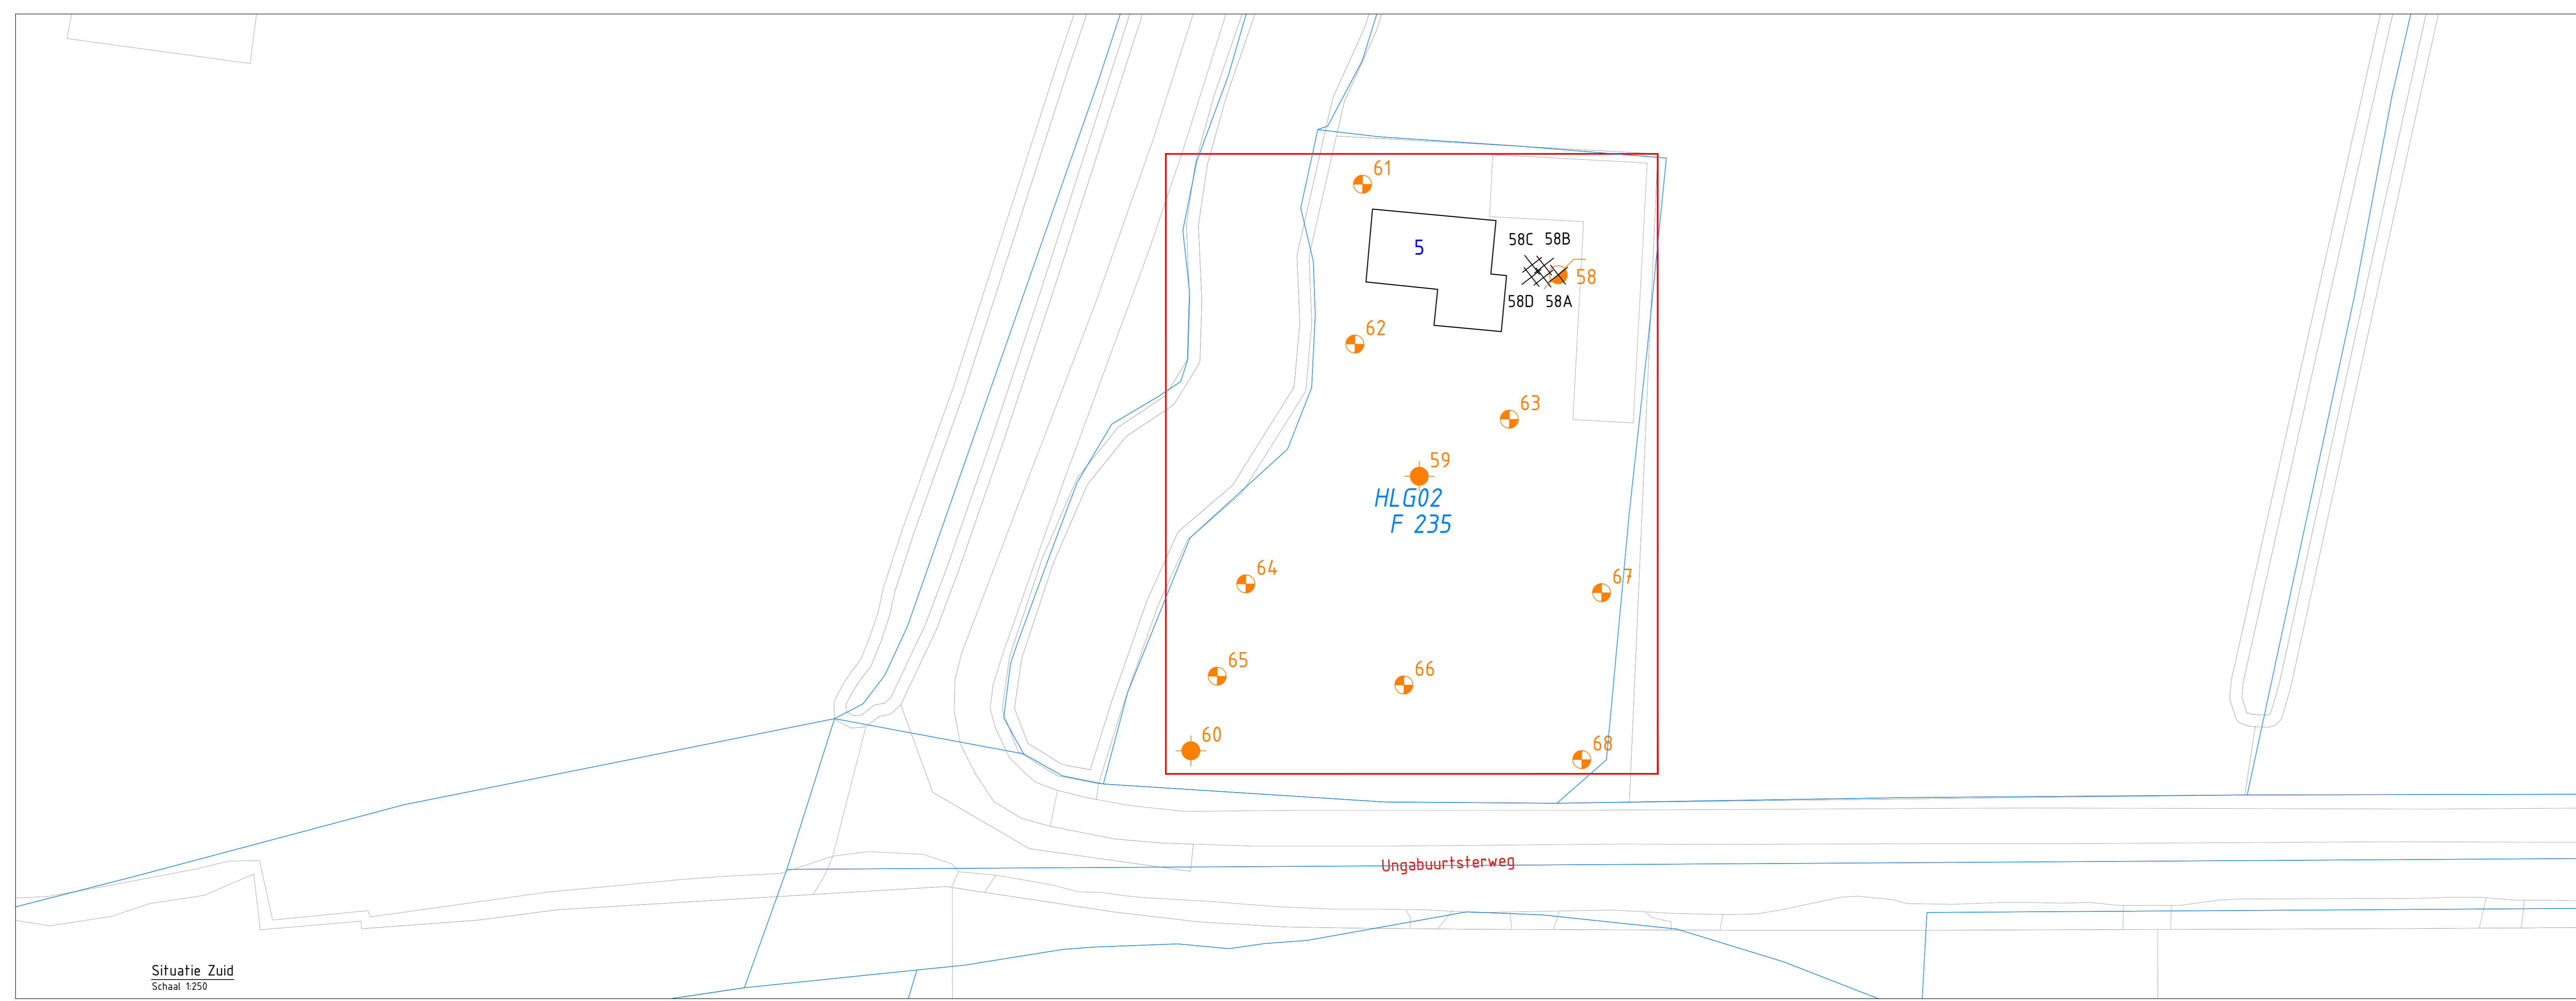 61
5
58C 58B
58
58D 58A
62
63
59
HLG02
F 235
64
67
65
66
60
68
Ungabuurtsterweg
Situatie Zuid
Schaal 1:250